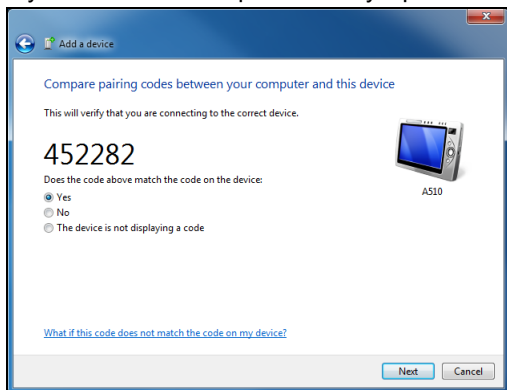 Add a device
Compare pairing codes between your computer and this device
This will verify that you are connecting to the correct device.
452282
Does the code above match the code on the device:
A510
Yes
No
The device is not displaying a code
What if this code does not match the code on my device?
Next
Cancel